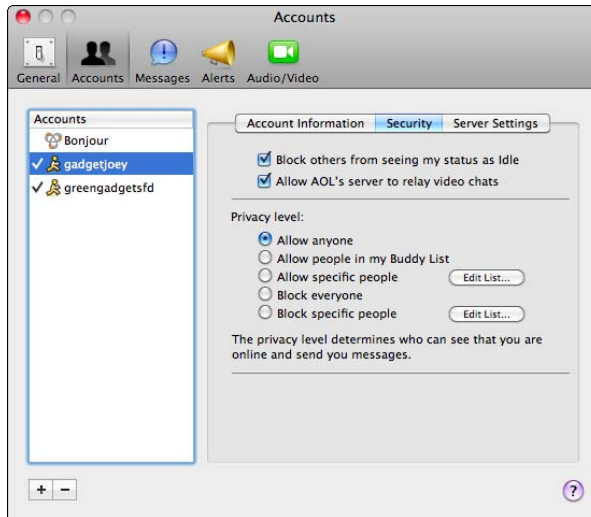 Accounts
General Accounts Messages Alerts Audio/Video
Accounts
Bonjour
gadgetjoey
greengadgetsfd
Account Information Security Server Settings
Block others from seeing my status as Idle
Allow AOL's server to relay video chats
Privacy level:
Allow anyone
Allow people in my Buddy List
Allow specific people Edit List...
Block everyone
Block specific people Edit List...
The privacy level determines who can see that you are
online and send you messages.
+ − ?